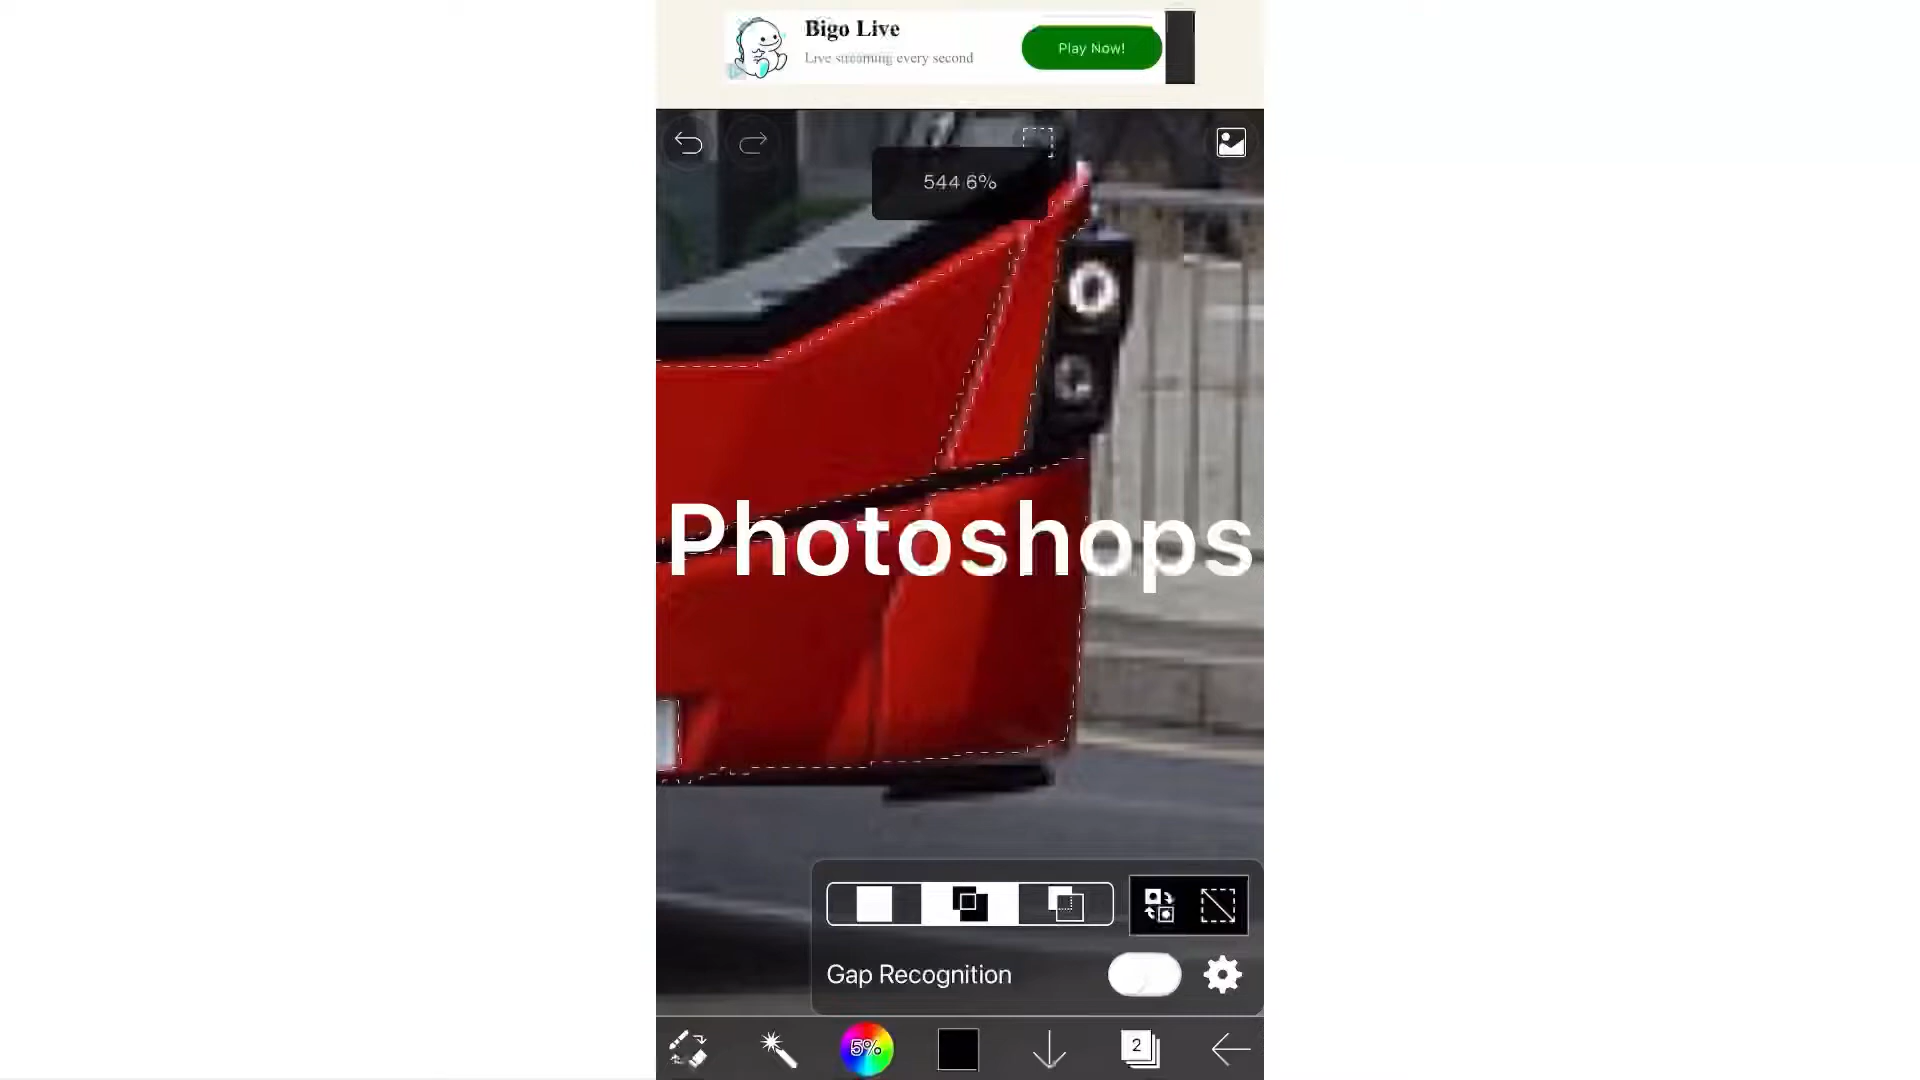 Bigo Live
Live streaming every second
Play Now!
544 6%
Photoshops
Gap Recognition
5%
2